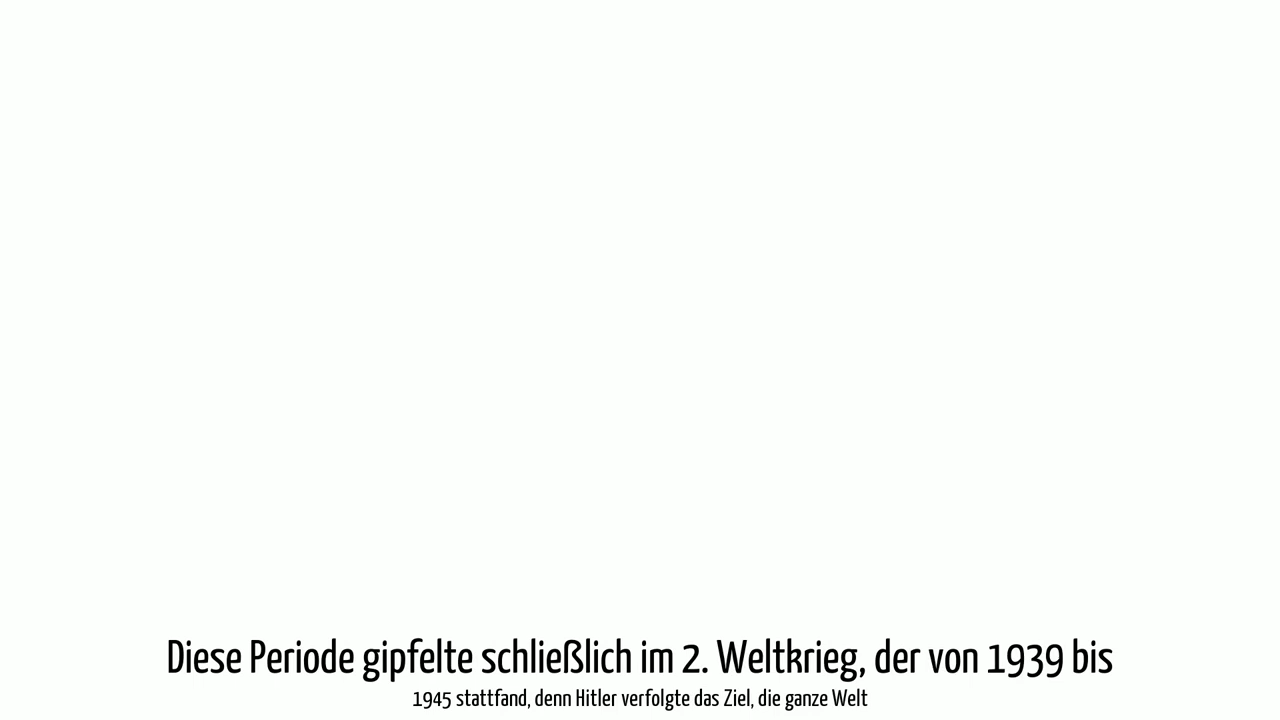 Diese Periode gipfelte schließlich im 2. Weltkrieg, der von 1939 bis
1945 stattfand, denn Hitler verfolgte das Ziel, die ganze Welt